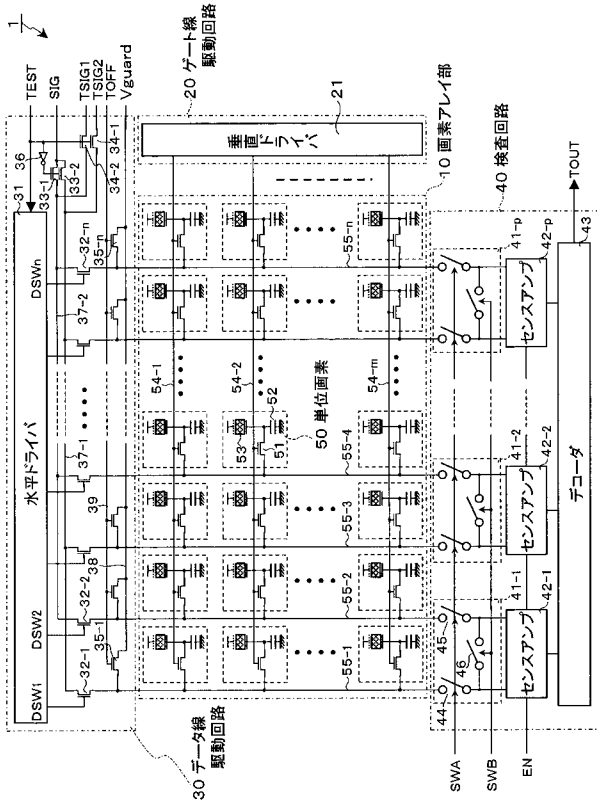 1
TEST
SIG
TSIG1
TSIG2
TOFF
Vguard
20 ゲート線
駆動回路
21
垂直ドライバ
10 画素アレイ部
40 検査回路
TOUT
31
水平ドライバ
36
33-1
33-2
34-1
34-2
DSWn
32-n
35-n
37-2
37-1
39
38
DSW2
32-2
35-1
DSW1
32-1
30 データ線
駆動回路
54-1
54-2
54-m
53
52
51
50 単位画素
55-n
55-4
55-3
55-2
55-1
41-p
42-p
センスアンプ
43
デコーダ
41-2
42-2
センスアンプ
41-1
42-1
センスアンプ
45
46
44
SWA
SWB
EN